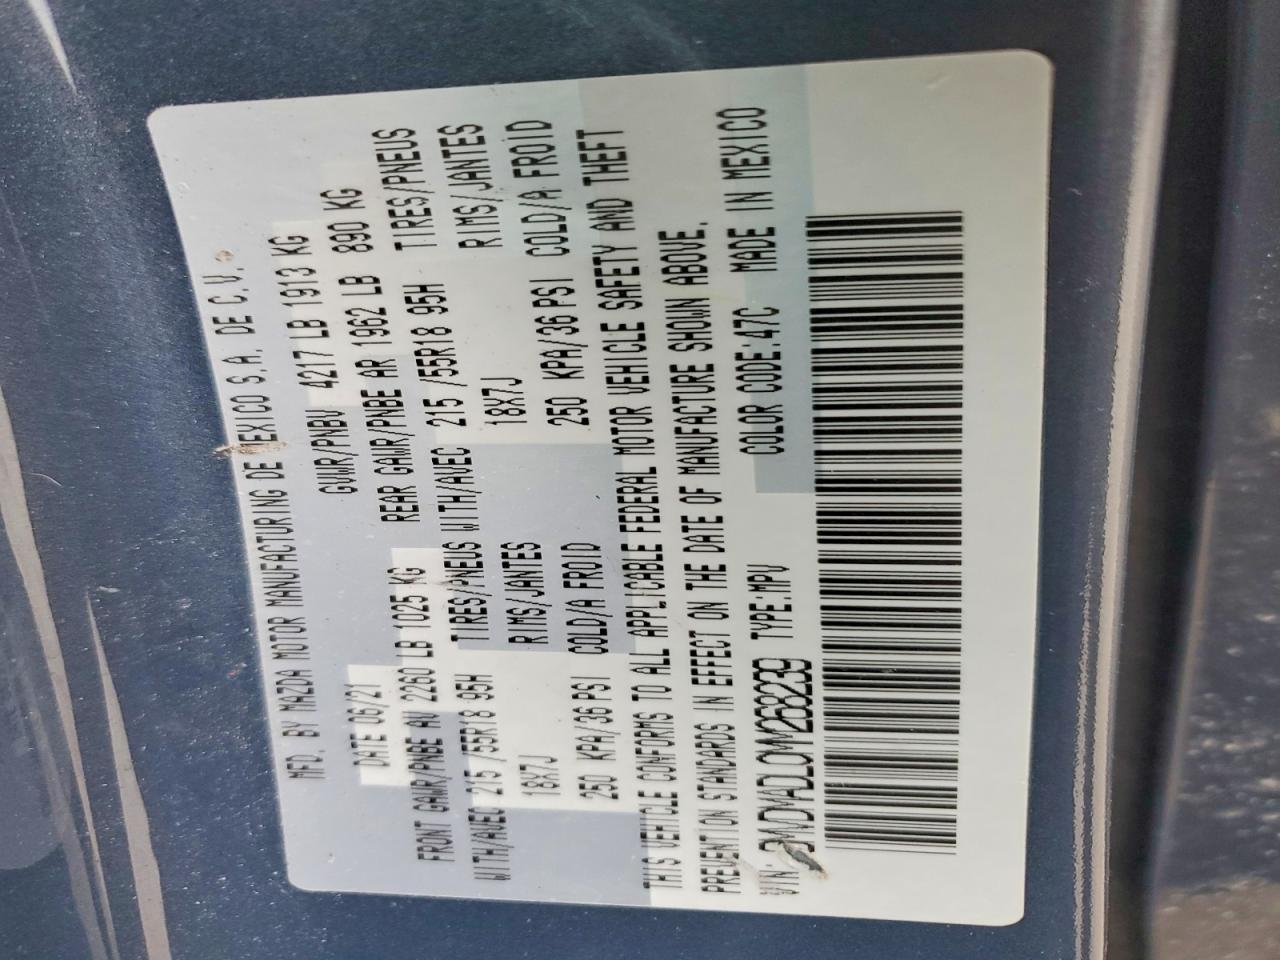 MFD. BY MAZDA MOTOR MANUFACTURING DE MEXICO S.A. DE C.V.
DATE 06/21 GVWR/PNBV 4217 LB 1913 KG
FRONT GAWR/PNBE AV 2260 LB 1025 KG REAR GAWR/PNBE AR 1962 LB 890 KG
WITH/AVEC 215 /55R18 95H TIRES/PNEUS WITH/AVEC 215 /55R18 95H TIRES/PNEUS
18X7J RIMS/JANTES 18X7J RIMS/JANTES
250 KPA/36 PSI COLD/A FROID 250 KPA/36 PSI COLD/A FROID
THIS VEHICLE CONFORMS TO ALL APPLICABLE FEDERAL MOTOR VEHICLE SAFETY AND THEFT
PREVENTION STANDARDS IN EFFECT ON THE DATE OF MANUFACTURE SHOWN ABOVE.
VIN: 3MVDMADL0MM268239 TYPE:MPV COLOR CODE:47C MADE IN MEXICO